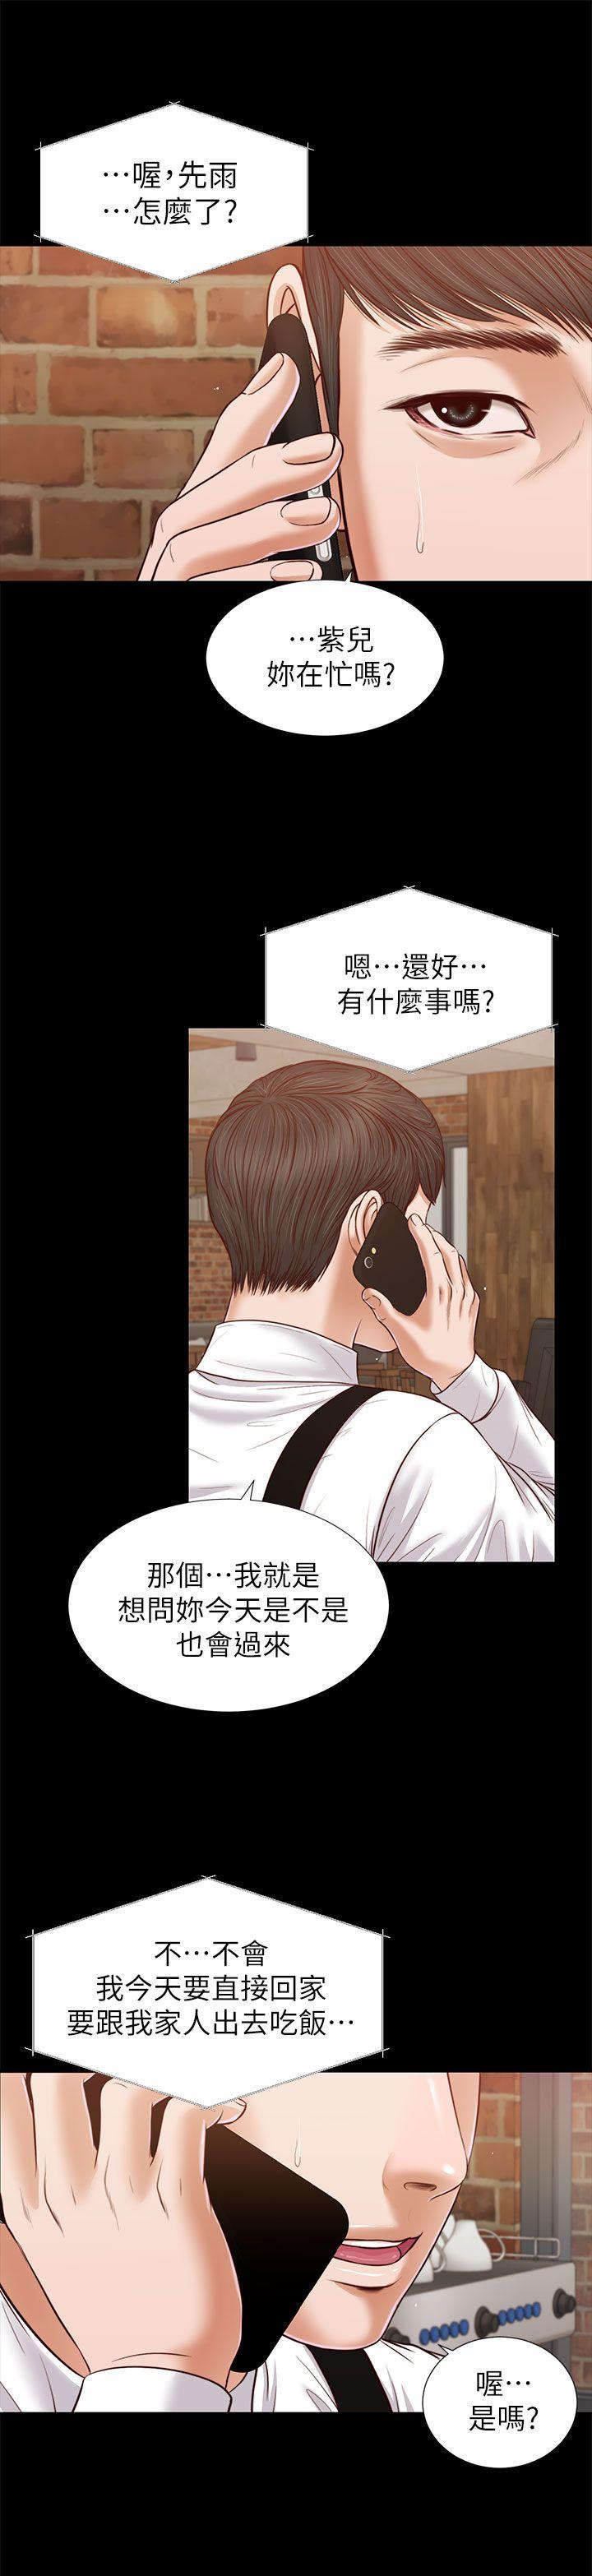 …喔，先雨
…怎麼了?
…紫兒
妳在忙嗎?
嗯…還好…
有什麼事嗎?
那個…我就是
想問妳今天是不是
也會過來
不…不會
我今天要直接回家
要跟我家人出去吃飯…
喔…
是嗎?